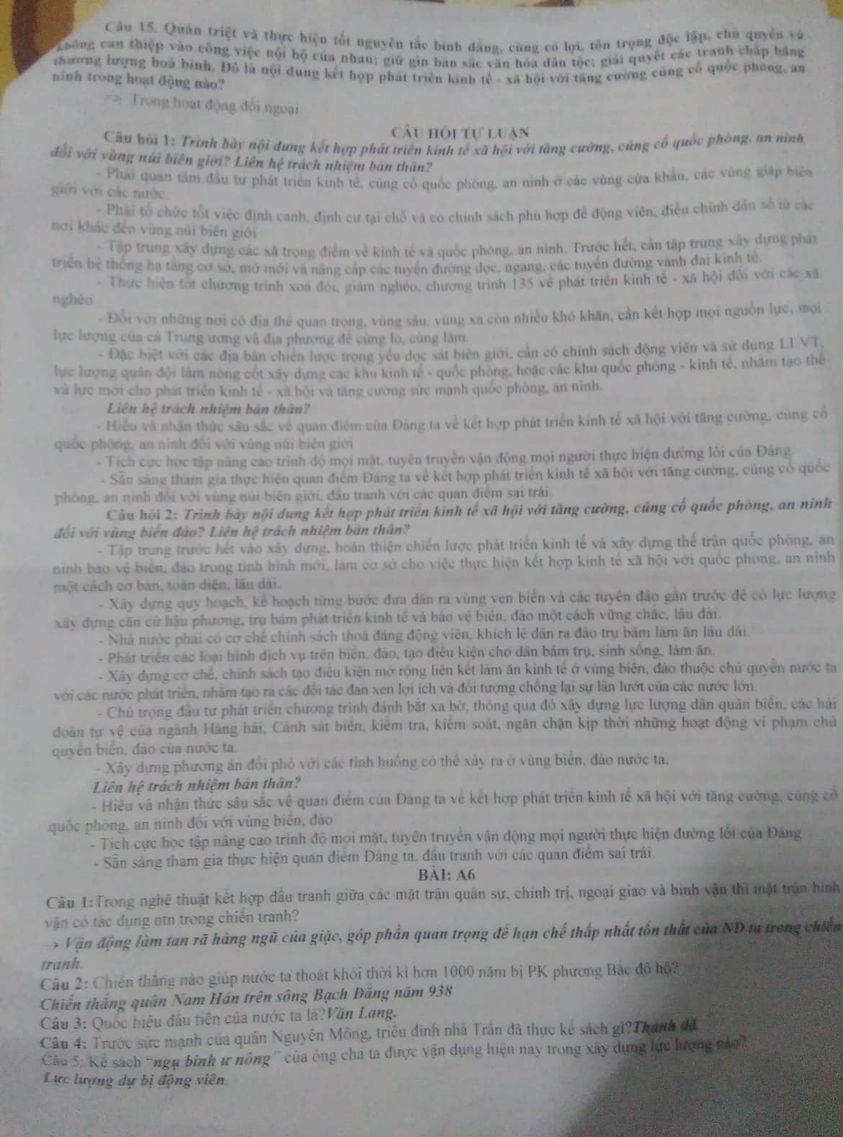 Câu 15. Quán triệt và thực hiện tốt nguyên tắc bình đẳng, cùng có lợi, tôn trọng độc lập, chủ quyền và
không can thiệp vào công việc nội bộ của nhau; giữ gìn bản sắc văn hóa dân tộc; giải quyết các tranh chấp bằng
thương lượng hoà bình. Đó là nội dung kết hợp phát triển kinh tế - xã hội với tăng cường củng cố quốc phòng, an
ninh trong hoạt động nào?
=> Trong hoạt động đối ngoại.
CÂU HỎI TỰ LUẬN
Câu hỏi 1: Trình bày nội dung kết hợp phát triển kinh tế xã hội với tăng cường, củng cố quốc phòng, an ninh
đối với vùng núi biên giới? Liên hệ trách nhiệm bản thân?
- Phải quan tâm đầu tư phát triển kinh tế, củng cố quốc phòng, an ninh ở các vùng cửa khẩu, các vùng giáp biên
giới với các nước.
- Phải tổ chức tốt việc định canh, định cư tại chỗ và có chính sách phù hợp để động viên, điều chỉnh dân số từ các
nơi khác đến vùng núi biên giới
- Tập trung xây dựng các xã trọng điểm về kinh tế và quốc phòng, an ninh. Trước hết, cần tập trung xây dựng phát
triển hệ thống hạ tầng cơ sở, mở mới và nâng cấp các tuyến đường dọc, ngang, các tuyến đường vành đai kinh tế.
- Thực hiện tốt chương trình xoá đói, giảm nghèo, chương trình 135 về phát triển kinh tế - xã hội đối với các xã
nghèo
- Đối với những nơi có địa thế quan trọng, vùng sâu, vùng xa còn nhiều khó khăn, cần kết hợp mọi nguồn lực, mọi
lực lượng của cả Trung ương và địa phương để cùng lo, cùng làm.
- Đặc biệt với các địa bàn chiến lược trọng yếu dọc sát biên giới, cần có chính sách động viên và sử dụng LLVT,
lực lượng quân đội làm nòng cốt xây dựng các khu kinh tế - quốc phòng, hoặc các khu quốc phòng - kinh tế, nhằm tạo thế
và lực mới cho phát triển kinh tế - xã hội và tăng cường sức mạnh quốc phòng, an ninh.
Liên hệ trách nhiệm bản thân?
- Hiểu và nhận thức sâu sắc về quan điểm của Đảng ta về kết hợp phát triển kinh tế xã hội với tăng cường, củng cố
quốc phòng, an ninh đối với vùng núi biên giới
- Tích cực học tập nâng cao trình độ mọi mặt, tuyên truyền vận động mọi người thực hiện đường lối của Đảng
- Sẵn sàng tham gia thực hiện quan điểm Đảng ta về kết hợp phát triển kinh tế xã hội với tăng cường, củng cố quốc
phòng, an ninh đối với vùng núi biên giới, đấu tranh với các quan điểm sai trái.
Câu hỏi 2: Trình bày nội dung kết hợp phát triển kinh tế xã hội với tăng cường, củng cố quốc phòng, an ninh
đối với vùng biển đảo? Liên hệ trách nhiệm bản thân?
- Tập trung trước hết vào xây dựng, hoàn thiện chiến lược phát triển kinh tế và xây dựng thế trận quốc phòng, an
ninh bảo vệ biển, đảo trong tình hình mới, làm cơ sở cho việc thực hiện kết hợp kinh tế xã hội với quốc phòng, an ninh
một cách cơ bản, toàn diện, lâu dài.
- Xây dựng quy hoạch, kế hoạch từng bước đưa dân ra vùng ven biển và các tuyến đảo gần trước để có lực lượng
xây dựng căn cứ hậu phương, trụ bám phát triển kinh tế và bảo vệ biển, đảo một cách vững chắc, lâu dài.
- Nhà nước phải có cơ chế chính sách thoả đáng động viên, khích lệ dân ra đảo trụ bám làm ăn lâu dài.
- Phát triển các loại hình dịch vụ trên biển, đảo, tạo điều kiện cho dân bám trụ, sinh sống, làm ăn.
- Xây dựng cơ chế, chính sách tạo điều kiện mở rộng liên kết làm ăn kinh tế ở vùng biển, đảo thuộc chủ quyền nước ta
với các nước phát triển, nhằm tạo ra các đối tác đan xen lợi ích và đối tượng chống lại sự lấn lướt của các nước lớn.
- Chú trọng đầu tư phát triển chương trình đánh bắt xa bờ, thông qua đó xây dựng lực lượng dân quân biển, các hải
đoàn tự vệ của ngành Hàng hải, Cảnh sát biển, kiểm tra, kiểm soát, ngăn chặn kịp thời những hoạt động vi phạm chủ
quyền biển, đảo của nước ta.
- Xây dựng phương án đối phó với các tình huống có thể xảy ra ở vùng biển, đảo nước ta.
Liên hệ trách nhiệm bản thân?
- Hiểu và nhận thức sâu sắc về quan điểm của Đảng ta về kết hợp phát triển kinh tế xã hội với tăng cường, củng cố
quốc phòng, an ninh đối với vùng biển, đảo
- Tích cực học tập nâng cao trình độ mọi mặt, tuyên truyền vận động mọi người thực hiện đường lối của Đảng
- Sẵn sàng tham gia thực hiện quan điểm Đảng ta, đấu tranh với các quan điểm sai trái.
BÀI: A6
Câu 1:Trong nghệ thuật kết hợp đấu tranh giữa các mặt trận quân sự, chính trị, ngoại giao và binh vận thì mặt trận binh
vận có tác dụng ntn trong chiến tranh?
→ Vận động làm tan rã hàng ngũ của giặc, góp phần quan trọng để hạn chế thấp nhất tổn thất của ND ta trong chiến
tranh.
Câu 2: Chiến thắng nào giúp nước ta thoát khỏi thời kì hơn 1000 năm bị PK phương Bắc đô hộ?
Chiến thắng quân Nam Hán trên sông Bạch Đằng năm 938
Câu 3: Quốc hiệu đầu tiên của nước ta là?Văn Lang.
Câu 4: Trước sức mạnh của quân Nguyên Mông, triều đình nhà Trần đã thực kế sách gì?Thanh dã
Câu 5: Kế sách "ngụ binh ư nông" của ông cha ta được vận dụng hiện nay trong xây dựng lực lượng nào?
Lực lượng dự bị động viên.